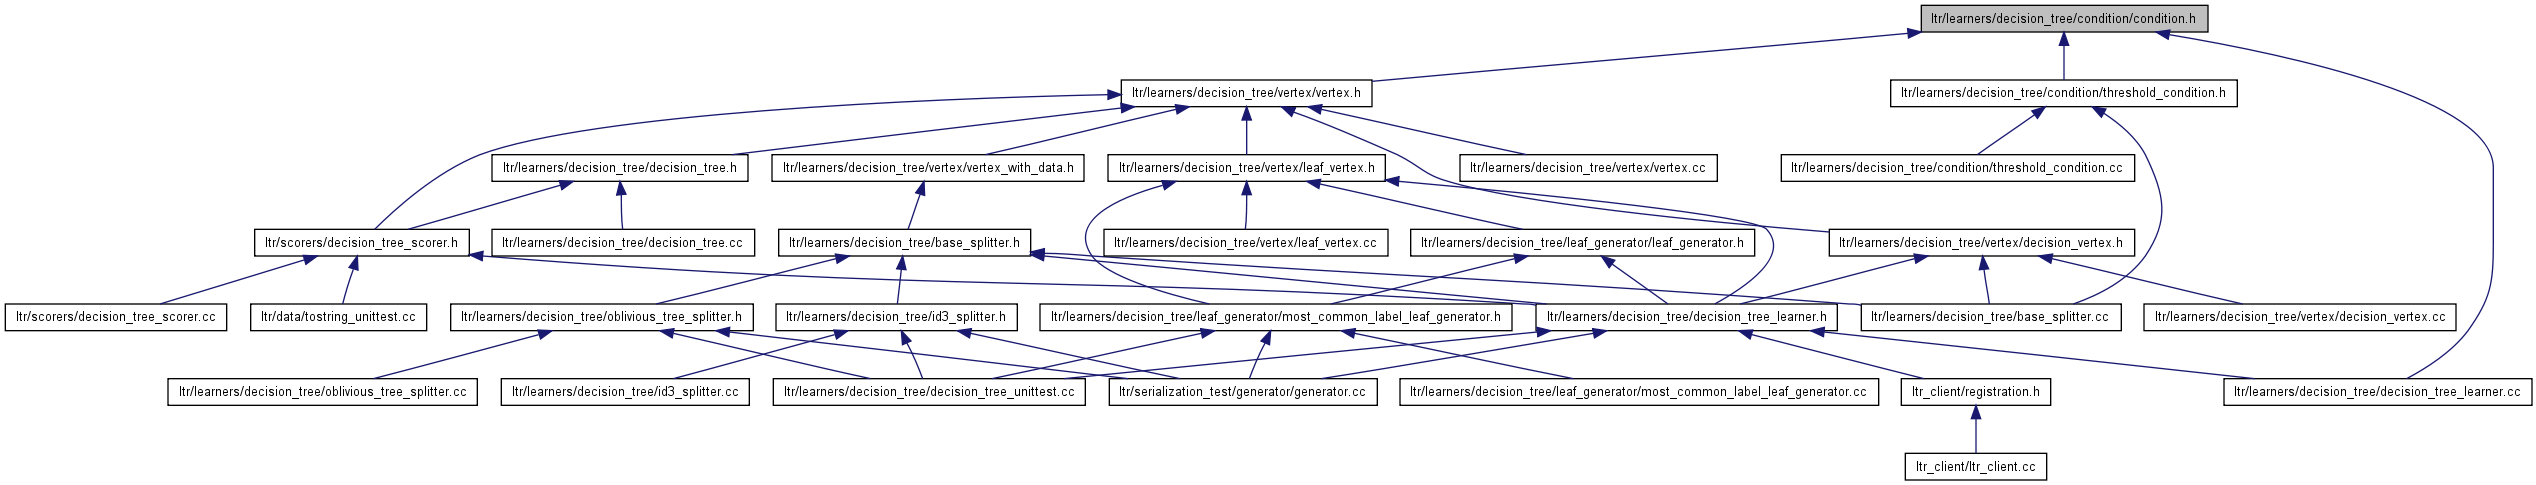 ltr/learners/decision_tree/condition/condition.h
ltr/learners/decision_tree/vertex/vertex.h
ltr/learners/decision_tree/condition/threshold_condition.h
ltr/learners/decision_tree/decision_tree.h
ltr/learners/decision_tree/vertex/vertex_with_data.h
ltr/learners/decision_tree/vertex/leaf_vertex.h
ltr/learners/decision_tree/vertex/vertex.cc
ltr/learners/decision_tree/condition/threshold_condition.cc
ltr/scorers/decision_tree_scorer.h
ltr/learners/decision_tree/decision_tree.cc
ltr/learners/decision_tree/base_splitter.h
ltr/learners/decision_tree/vertex/leaf_vertex.cc
ltr/learners/decision_tree/leaf_generator/leaf_generator.h
ltr/learners/decision_tree/vertex/decision_vertex.h
ltr/scorers/decision_tree_scorer.cc
ltr/data/tostring_unittest.cc
ltr/learners/decision_tree/oblivious_tree_splitter.h
ltr/learners/decision_tree/id3_splitter.h
ltr/learners/decision_tree/leaf_generator/most_common_label_leaf_generator.h
ltr/learners/decision_tree/decision_tree_learner.h
ltr/learners/decision_tree/base_splitter.cc
ltr/learners/decision_tree/vertex/decision_vertex.cc
ltr/learners/decision_tree/oblivious_tree_splitter.cc
ltr/learners/decision_tree/id3_splitter.cc
ltr/learners/decision_tree/decision_tree_unittest.cc
ltr/serialization_test/generator/generator.cc
ltr/learners/decision_tree/leaf_generator/most_common_label_leaf_generator.cc
ltr_client/registration.h
ltr/learners/decision_tree/decision_tree_learner.cc
ltr_client/ltr_client.cc